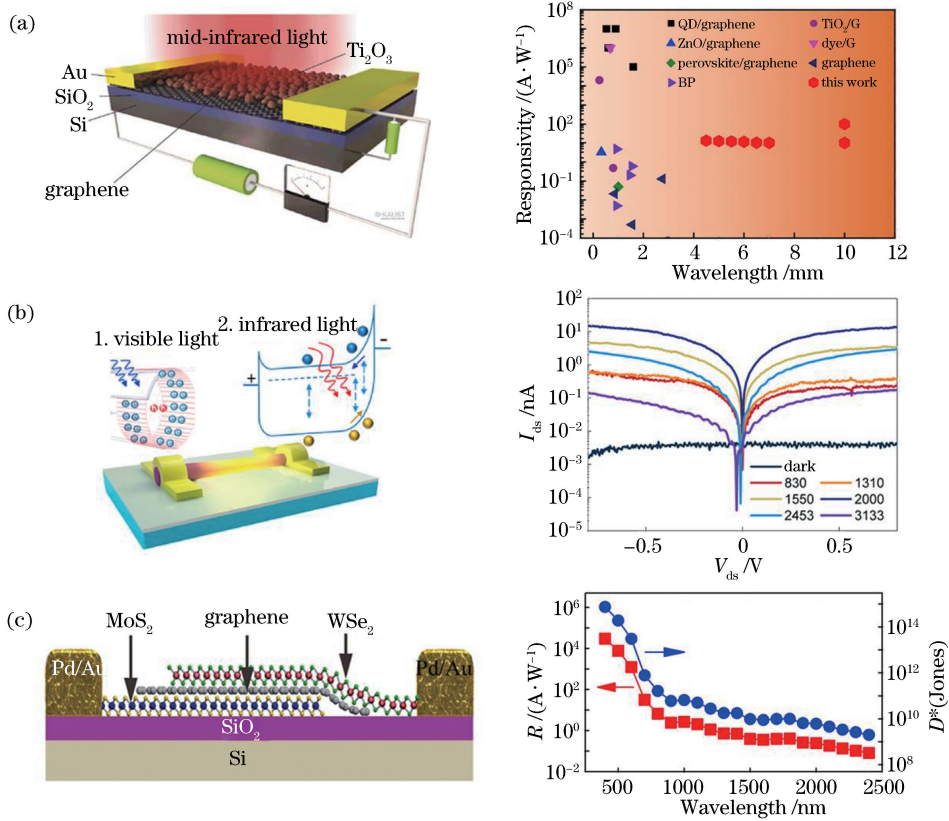 (a)
mid-infrared light
Ti2O3
Au
SiO2
Si
graphene
© KAUST
Responsivity /(A·W−1)
10^8
10^5
10^2
10^−1
10^−4
QD/graphene
TiO2/G
ZnO/graphene
dye/G
perovskite/graphene
graphene
BP
this work
0 2 4 6 8 10 12
Wavelength /mm
(b)
1. visible light
2. infrared light
+
-
h h
Ids /nA
10^2
10^1
10^0
10^−1
10^−2
10^−3
10^−4
10^−5
dark
830 1310
1550 2000
2453 3133
−0.5 0 0.5
Vds /V
(c)
MoS2 graphene WSe2
Pd/Au Pd/Au
SiO2
Si
R /(A·W−1)
10^6
10^4
10^2
10^0
10^−2
10^14
10^12
10^10
10^8
D*(Jones)
500 1000 1500 2000 2500
Wavelength /nm